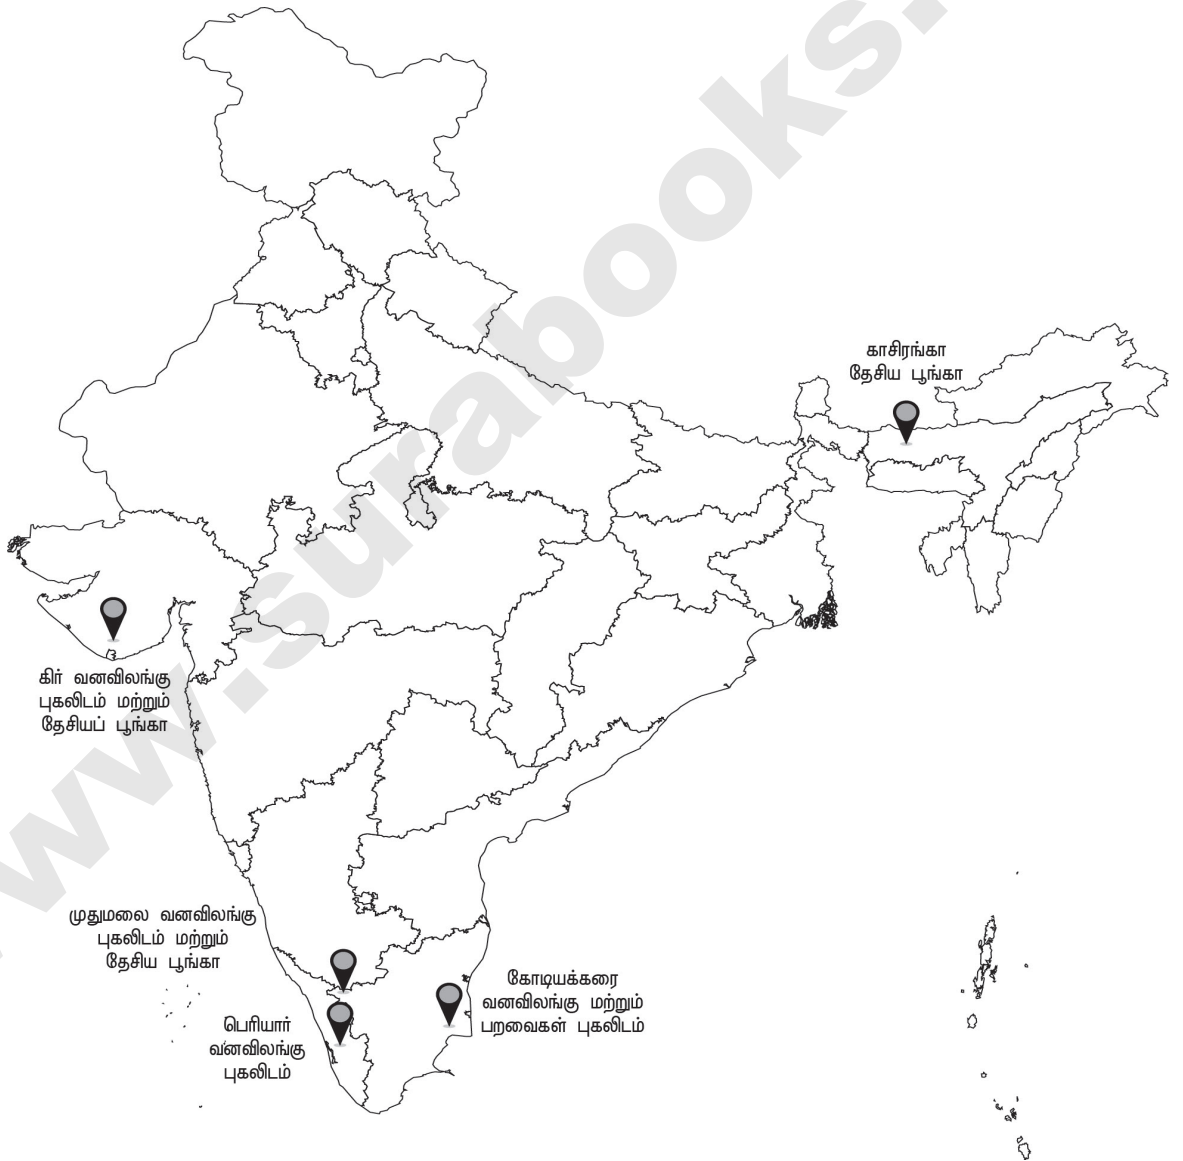 காசிரங்கா
தேசிய பூங்கா
கிர் வனவிலங்கு
புகலிடம் மற்றும்
தேசியப் பூங்கா
முதுமலை வனவிலங்கு
புகலிடம் மற்றும்
தேசிய பூங்கா
கோடியக்கரை
வனவிலங்கு மற்றும்
பறவைகள் புகலிடம்
பெரியார்
வனவிலங்கு
புகலிடம்
www.surabooks.